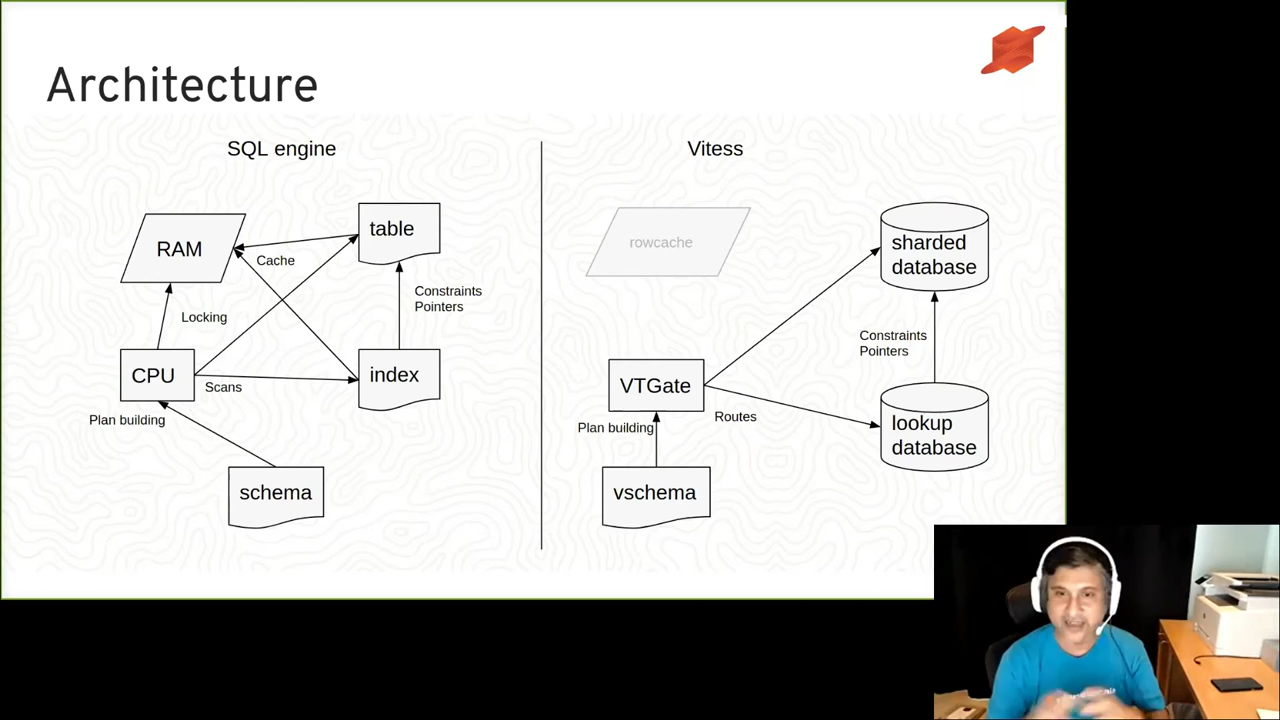 Architecture
SQL engine
RAM
table
Cache
Constraints
Pointers
Locking
CPU
Scans
index
Plan building
schema
Vitess
rowcache
sharded
database
Constraints
Pointers
VTGate
Routes
Plan building
lookup
database
vschema